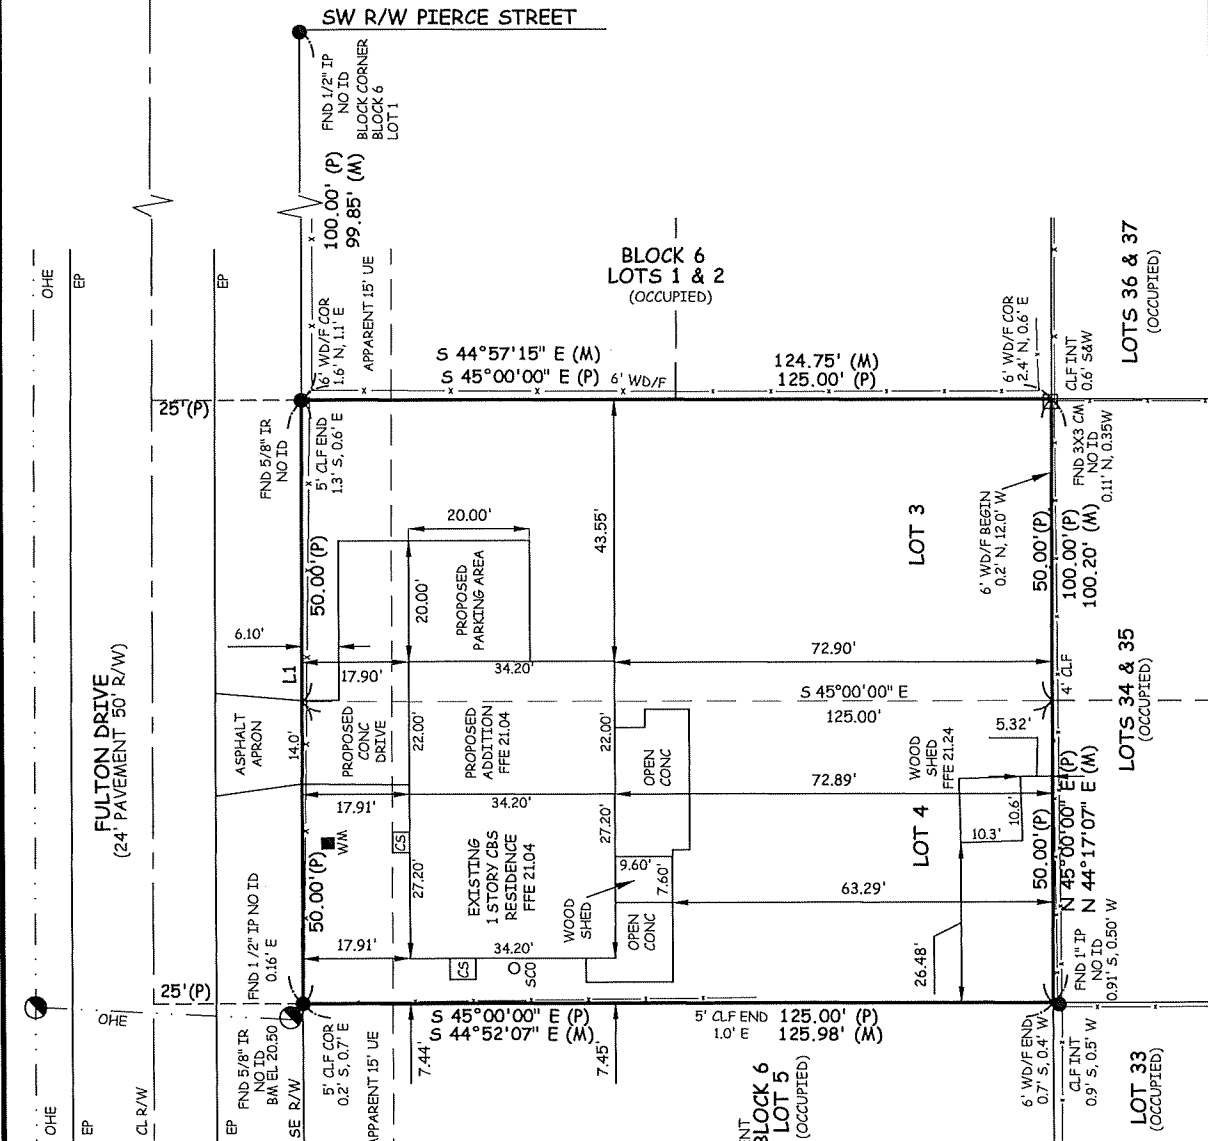 SW R/W PIERCE STREET
FND 1/2" IP
NO ID
BLOCK CORNER
BLOCK 6
LOT 1
100.00' (P)
99.85' (M)
OHE
EP
EP
6' WD/F COR
1.6' N, 1.1' E
APPARENT 15' UE
BLOCK 6
LOTS 1 & 2
(OCCUPIED)
LOTS 36 & 37
(OCCUPIED)
S 44°57'15" E (M)
S 45°00'00" E (P)
6' WD/F
124.75' (M)
125.00' (P)
6' WD/F COR
2.4' N, 0.6' E
CLF INT
0.6' S&W
25'(P)
FND 5/8" IR
NO ID
5' CLF END
1.3' S, 0.6' E
FND 3X3 CM
NO ID
0.11' N, 0.35W
20.00'
43.55'
LOT 3
6' WD/F BEGIN
0.2' N, 12.0' W
50.00'(P)
50.00'(P)
100.00'(P)
100.20' (M)
20.00'
PROPOSED
PARKING AREA
6.10'
L1
17.90'
34.20'
72.90'
4' CLF
FULTON DRIVE
(24' PAVEMENT 50' R/W)
LOTS 34 & 35
(OCCUPIED)
S 45°00'00" E
125.00'
ASPHALT
APRON
14.0'
PROPOSED
CONC
DRIVE
22.00'
PROPOSED
ADDITION
FFE 21.04
22.00'
OPEN
CONC
WOOD
SHED
FFE 21.24
5.32'
17.91'
34.20'
72.89'
WM
CS
27.20'
EXISTING
1 STORY CBS
RESIDENCE
FFE 21.04
27.20'
9.60'
7.60'
WOOD
SHED
OPEN
CONC
LOT 4
10.3'
10.6'
50.00'(P)
50.00'(P)
N 45°00'00" E (P)
N 44°17'07" E (M)
63.29'
17.91'
34.20'
CS
SCO
26.48'
FND 1/2" IP NO ID
0.16' E
FND 1" IP
NO ID
0.91' S, 0.50' W
25'(P)
OHE
S 45°00'00" E (P)
S 44°52'07" E (M)
5' CLF END
1.0' E
125.00' (P)
125.98' (M)
7.44'
7.45'
FND 5/8" IR
NO ID
BM EL 20.50
5' CLF COR
0.2' S, 0.7' E
6' WD/F END
0.7' S, 0.4' W
CLF INT
0.9' S, 0.5' W
OHE
EP
CL R/W
EP
SE R/W
APPARENT 15' UE
BLOCK 6
LOT 5
(OCCUPIED)
LOT 33
(OCCUPIED)